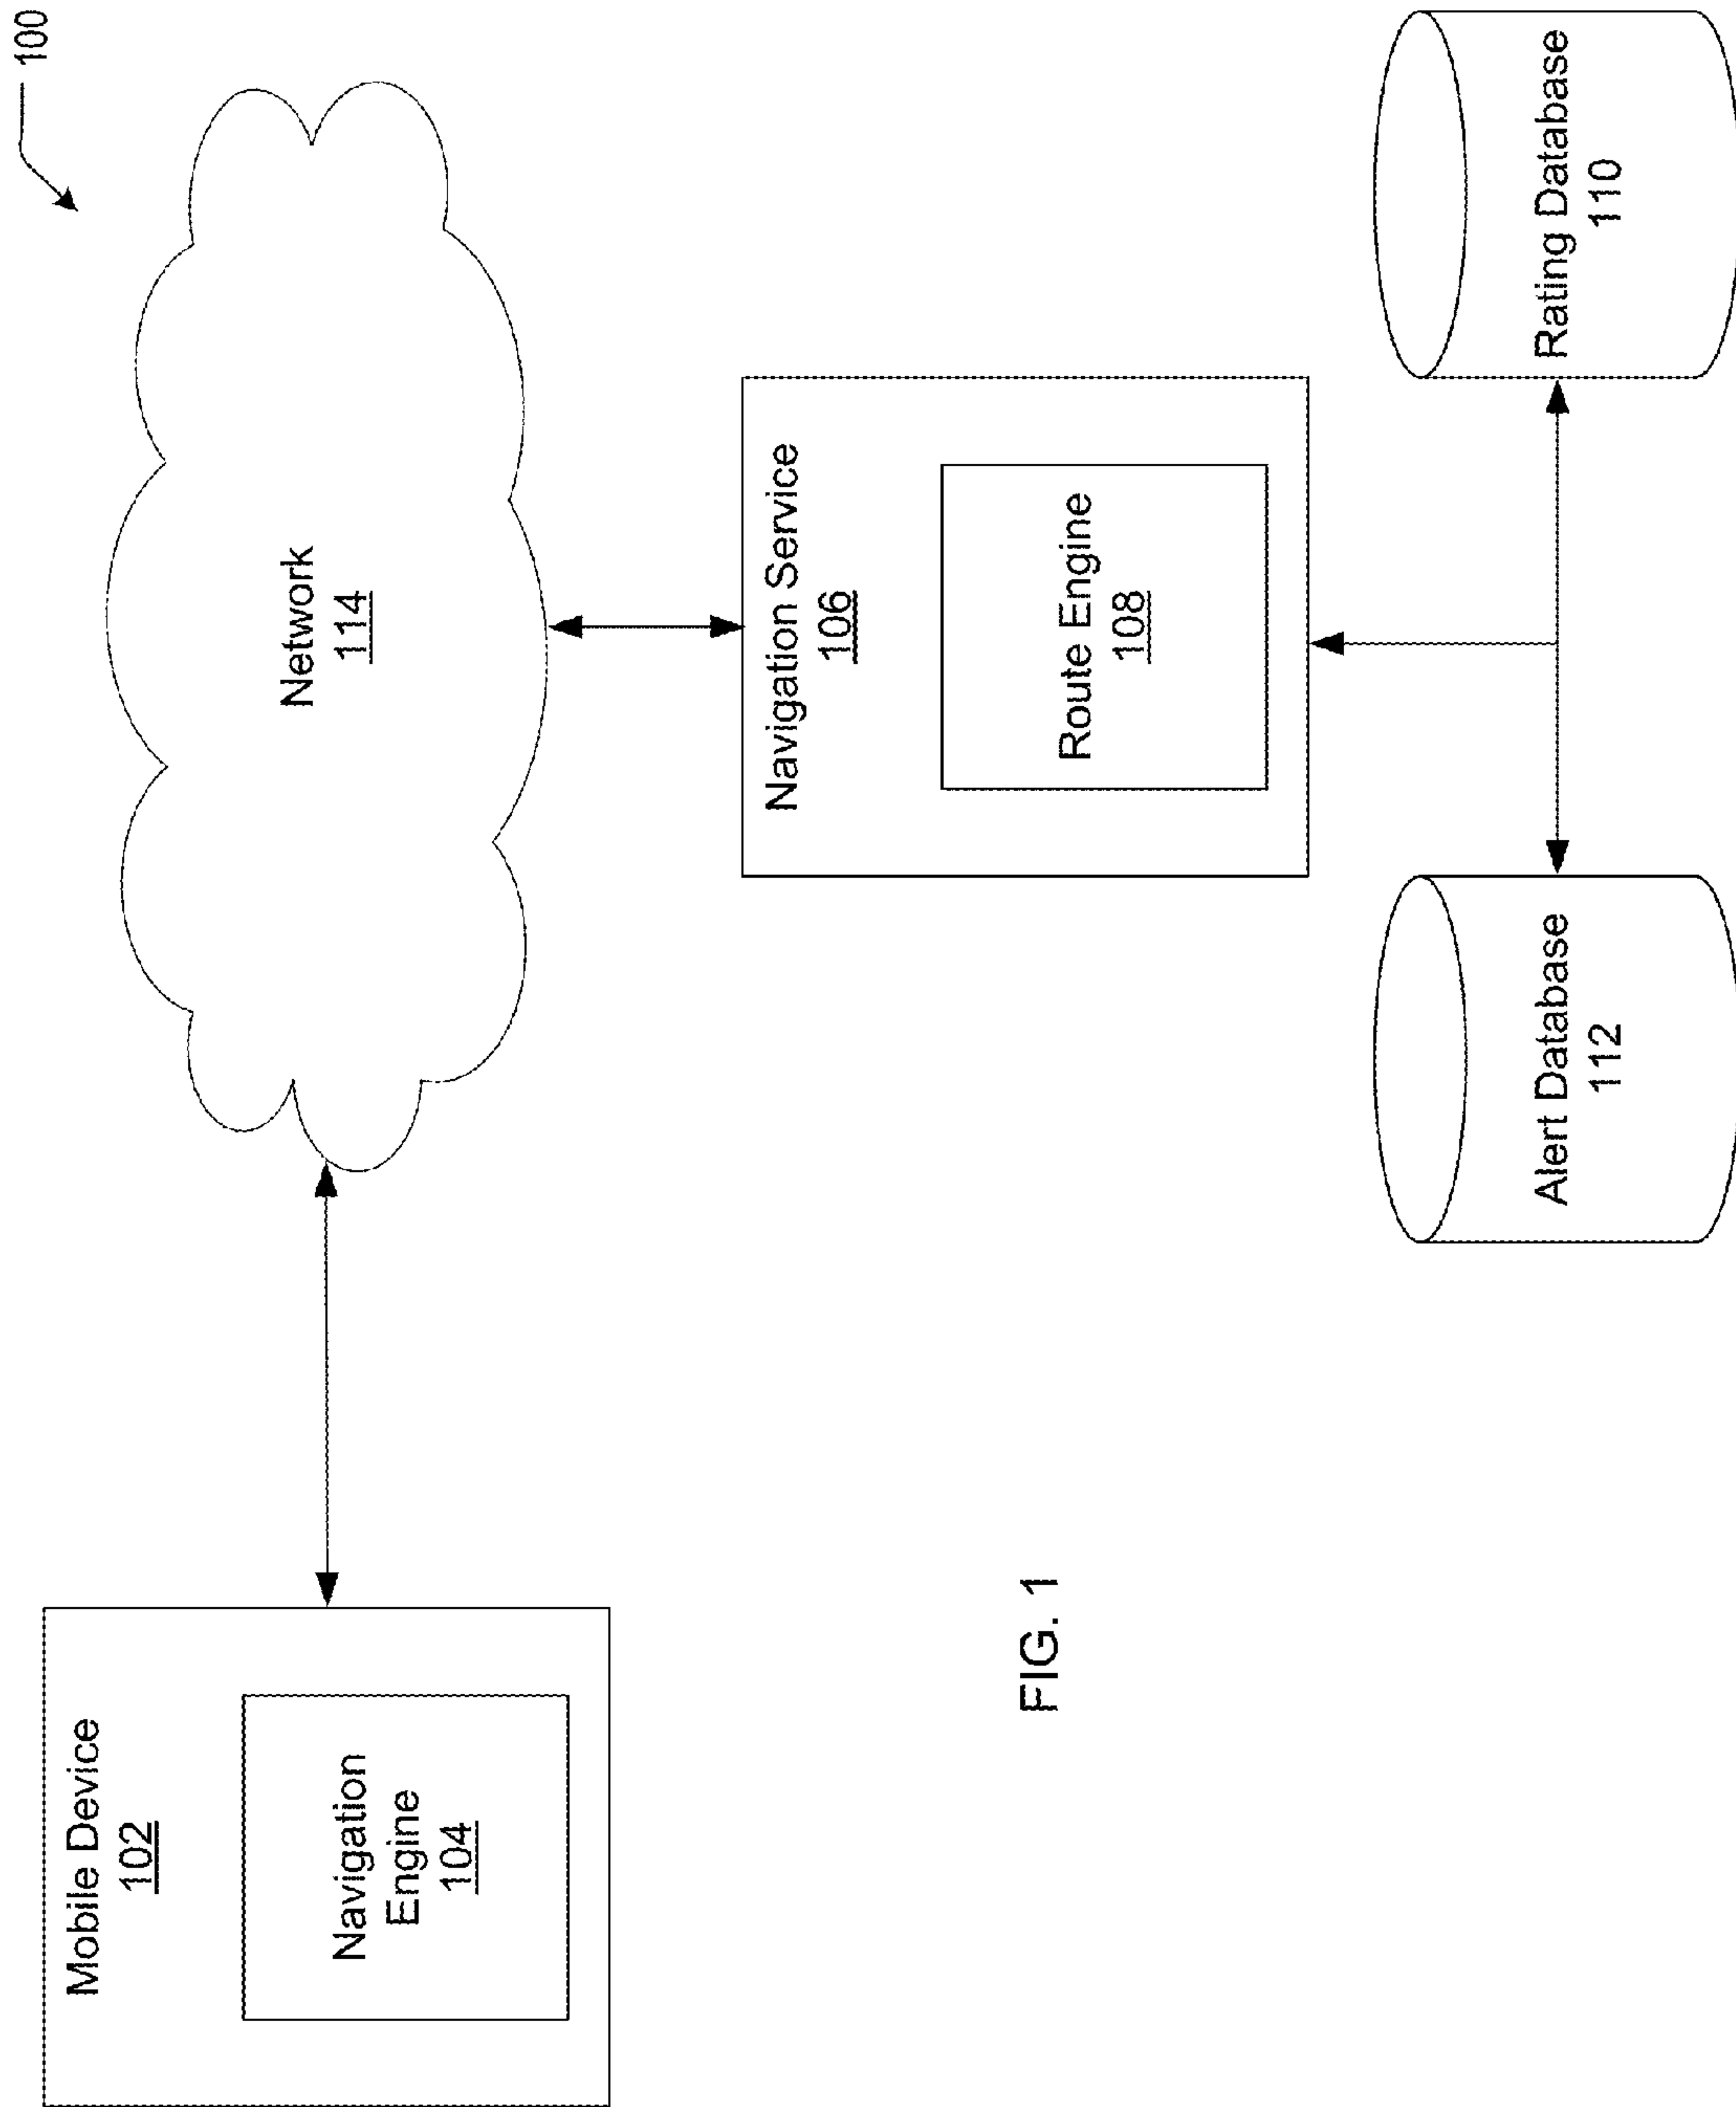 100
Mobile Device
102
Navigation
Engine
104
Network
114
Navigation Service
106
Route Engine
108
Alert Database
112
Rating Database
110
FIG. 1